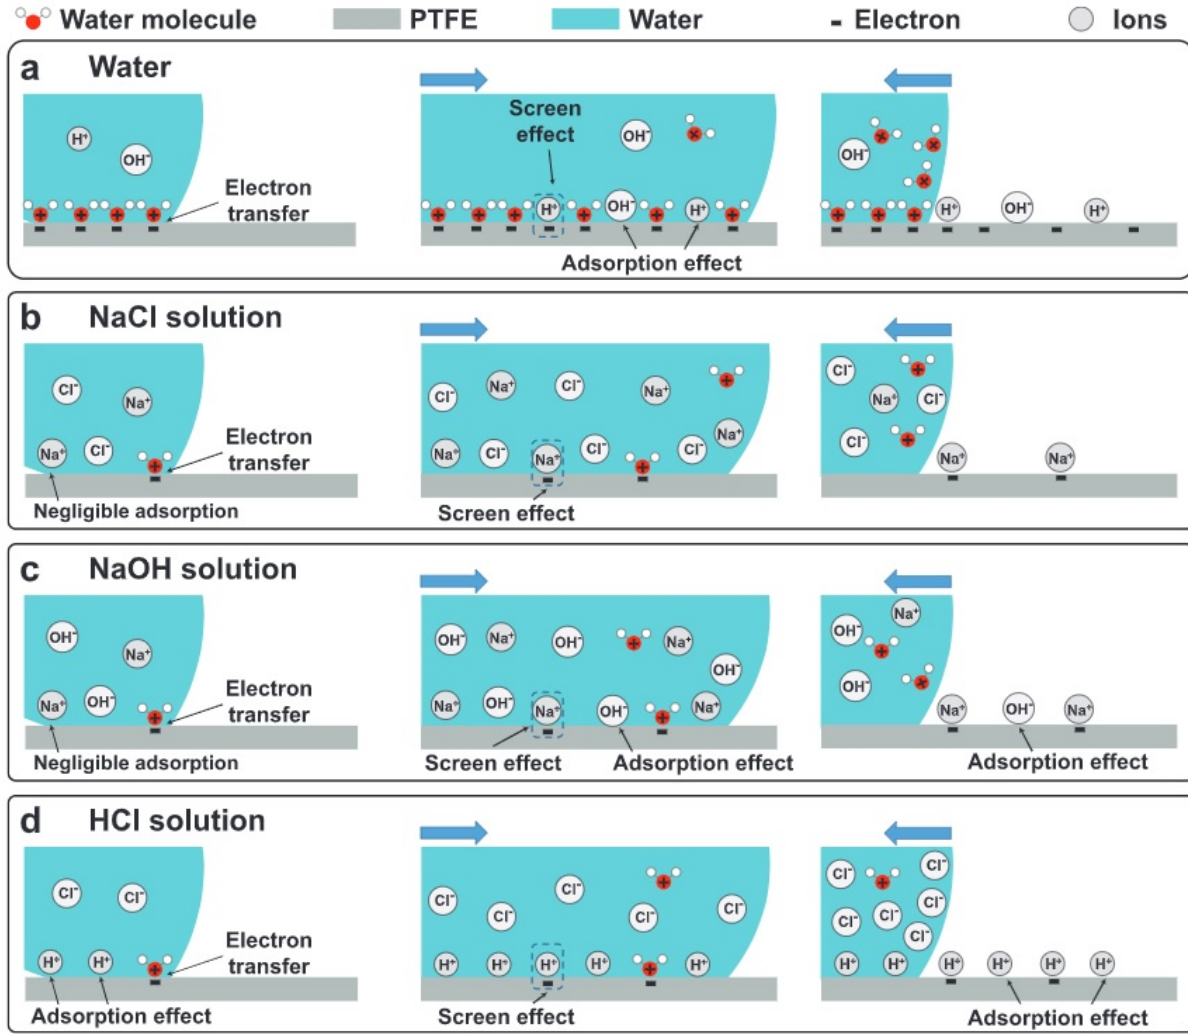 Water molecule PTFE Water Electron Ions
a Water
Screen
effect
H⁺
OH⁻
OH⁻
OH⁻
Electron
transfer
H⁺
OH⁻
H⁺
H⁺
OH⁻
H⁺
Adsorption effect
b NaCl solution
Cl⁻
Na⁺
Na⁺
Cl⁻
Electron
transfer
Negligible adsorption
Cl⁻
Na⁺
Cl⁻
Na⁺
Na⁺
Cl⁻
Na⁺
Cl⁻
Cl⁻
Na⁺
Screen effect
Cl⁻
Na⁺
Cl⁻
Cl⁻
Na⁺
Na⁺
c NaOH solution
OH⁻
Na⁺
Na⁺
OH⁻
Electron
transfer
Negligible adsorption
OH⁻
Na⁺
OH⁻
Na⁺
OH⁻
Na⁺
OH⁻
Na⁺
OH⁻
Na⁺
Screen effect
Adsorption effect
OH⁻
Na⁺
OH⁻
Na⁺
OH⁻
Na⁺
Adsorption effect
d HCl solution
Cl⁻
Cl⁻
H⁺
H⁺
Electron
transfer
Adsorption effect
Cl⁻
Cl⁻
Cl⁻
Cl⁻
Cl⁻
H⁺
H⁺
H⁺
H⁺
H⁺
Screen effect
Cl⁻
Cl⁻
Cl⁻
Cl⁻
Cl⁻
Cl⁻
H⁺
H⁺
H⁺
H⁺
H⁺
H⁺
Adsorption effect